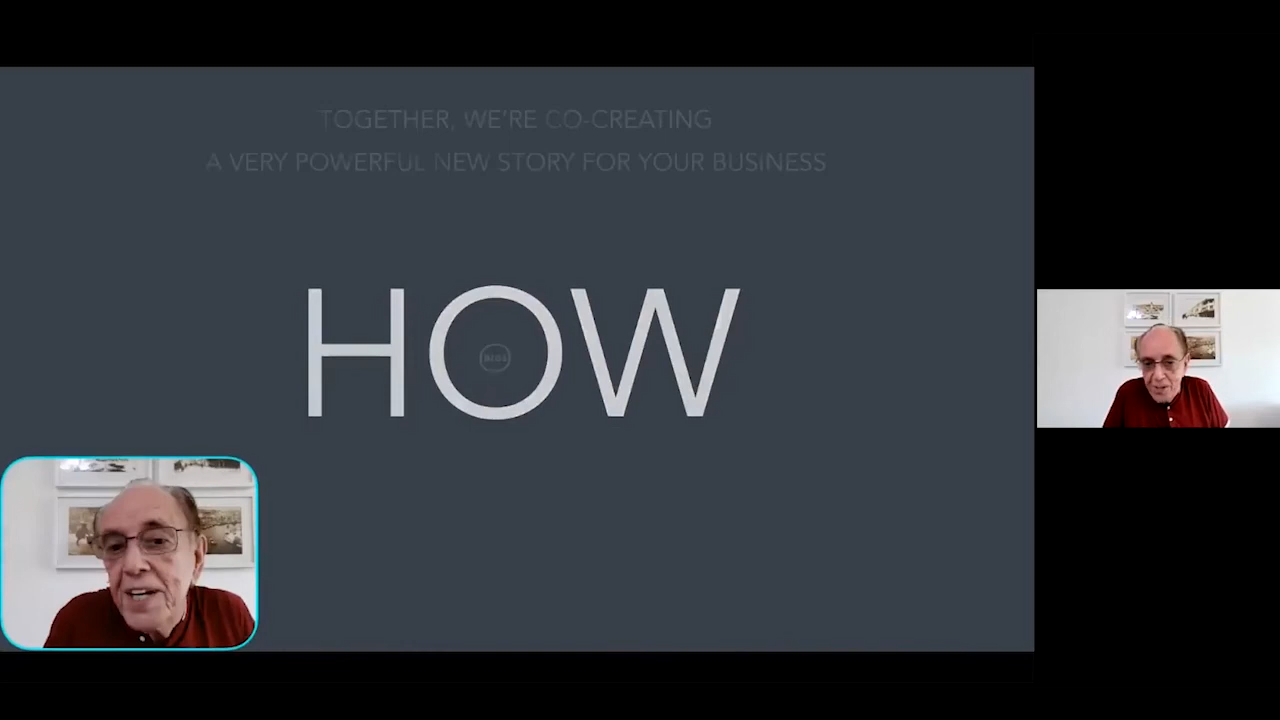 TOGETHER, WE'RE CO-CREATING
A VERY POWERFUL NEW STORY FOR YOUR BUSINESS
HOW